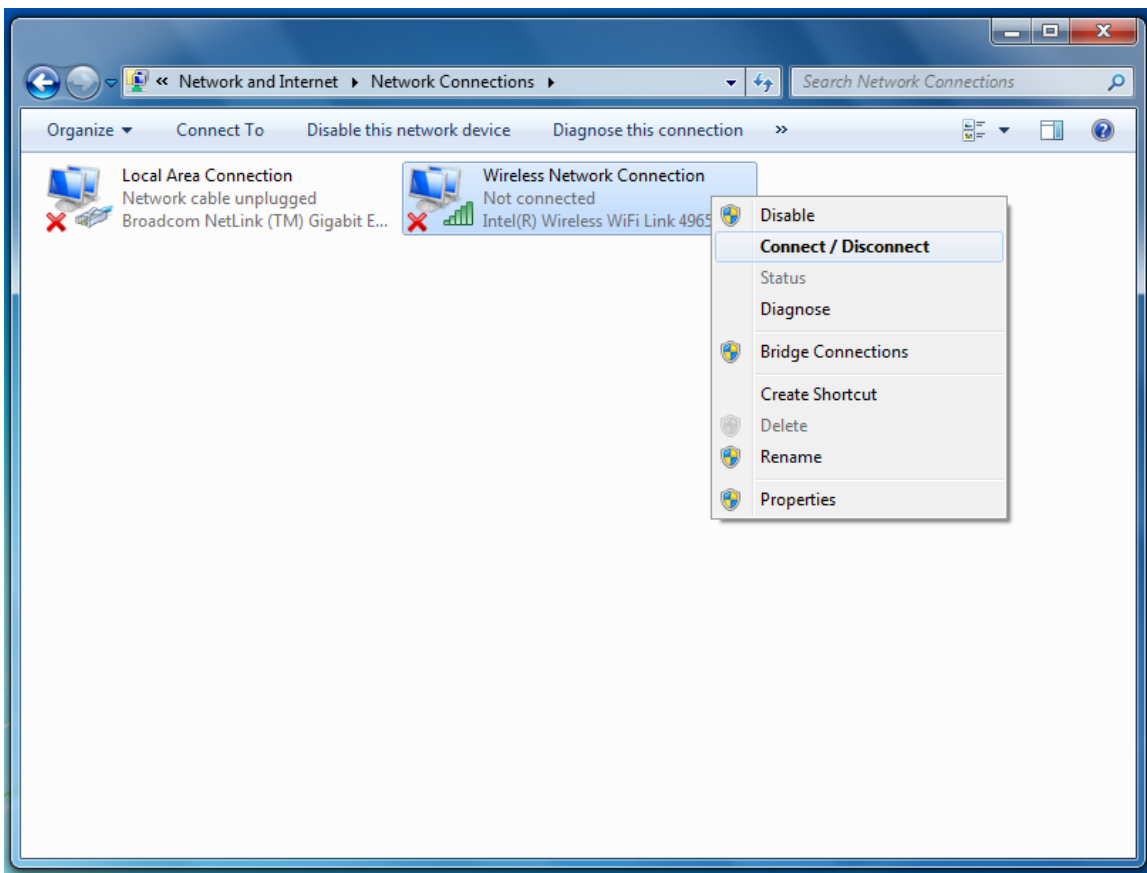 « Network and Internet ▸ Network Connections ▸
Search Network Connections
Organize Connect To Disable this network device Diagnose this connection »
Local Area Connection
Network cable unplugged
Broadcom NetLink (TM) Gigabit E...
Wireless Network Connection
Not connected
Intel(R) Wireless WiFi Link 4965
Disable
Connect / Disconnect
Status
Diagnose
Bridge Connections
Create Shortcut
Delete
Rename
Properties